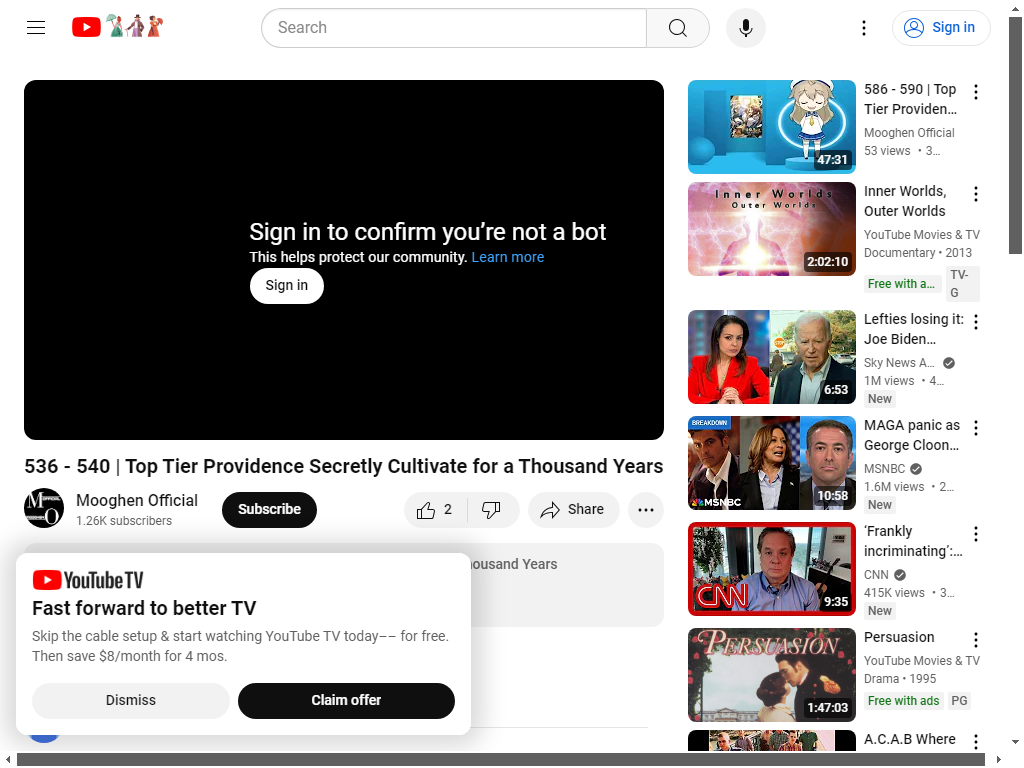 Search
Sign in
Sign in to confirm you’re not a bot
This helps protect our community. Learn more
Sign in
536 - 540 | Top Tier Providence Secretly Cultivate for a Thousand Years
Mooghen Official
1.26K subscribers
Subscribe
2
Share
housand Years
YouTube TV
Fast forward to better TV
Skip the cable setup & start watching YouTube TV today–– for free.
Then save $8/month for 4 mos.
Dismiss
Claim offer
47:31
586 - 590 | Top
Tier Providen...
Mooghen Official
53 views • 3...
Inner Worlds
Outer Worlds
2:02:10
Inner Worlds,
Outer Worlds
YouTube Movies & TV
Documentary • 2013
Free with a...
TV-
G
6:53
Lefties losing it:
Joe Biden...
Sky News A...
1M views • 4...
New
BREAKDOWN
MSNBC
10:58
MAGA panic as
George Cloon...
MSNBC
1.6M views • 2...
New
CNN
9:35
‘Frankly
incriminating’:...
CNN
415K views • 3...
New
PERSUASION
1:47:03
Persuasion
YouTube Movies & TV
Drama • 1995
Free with ads
PG
A.C.A.B Where